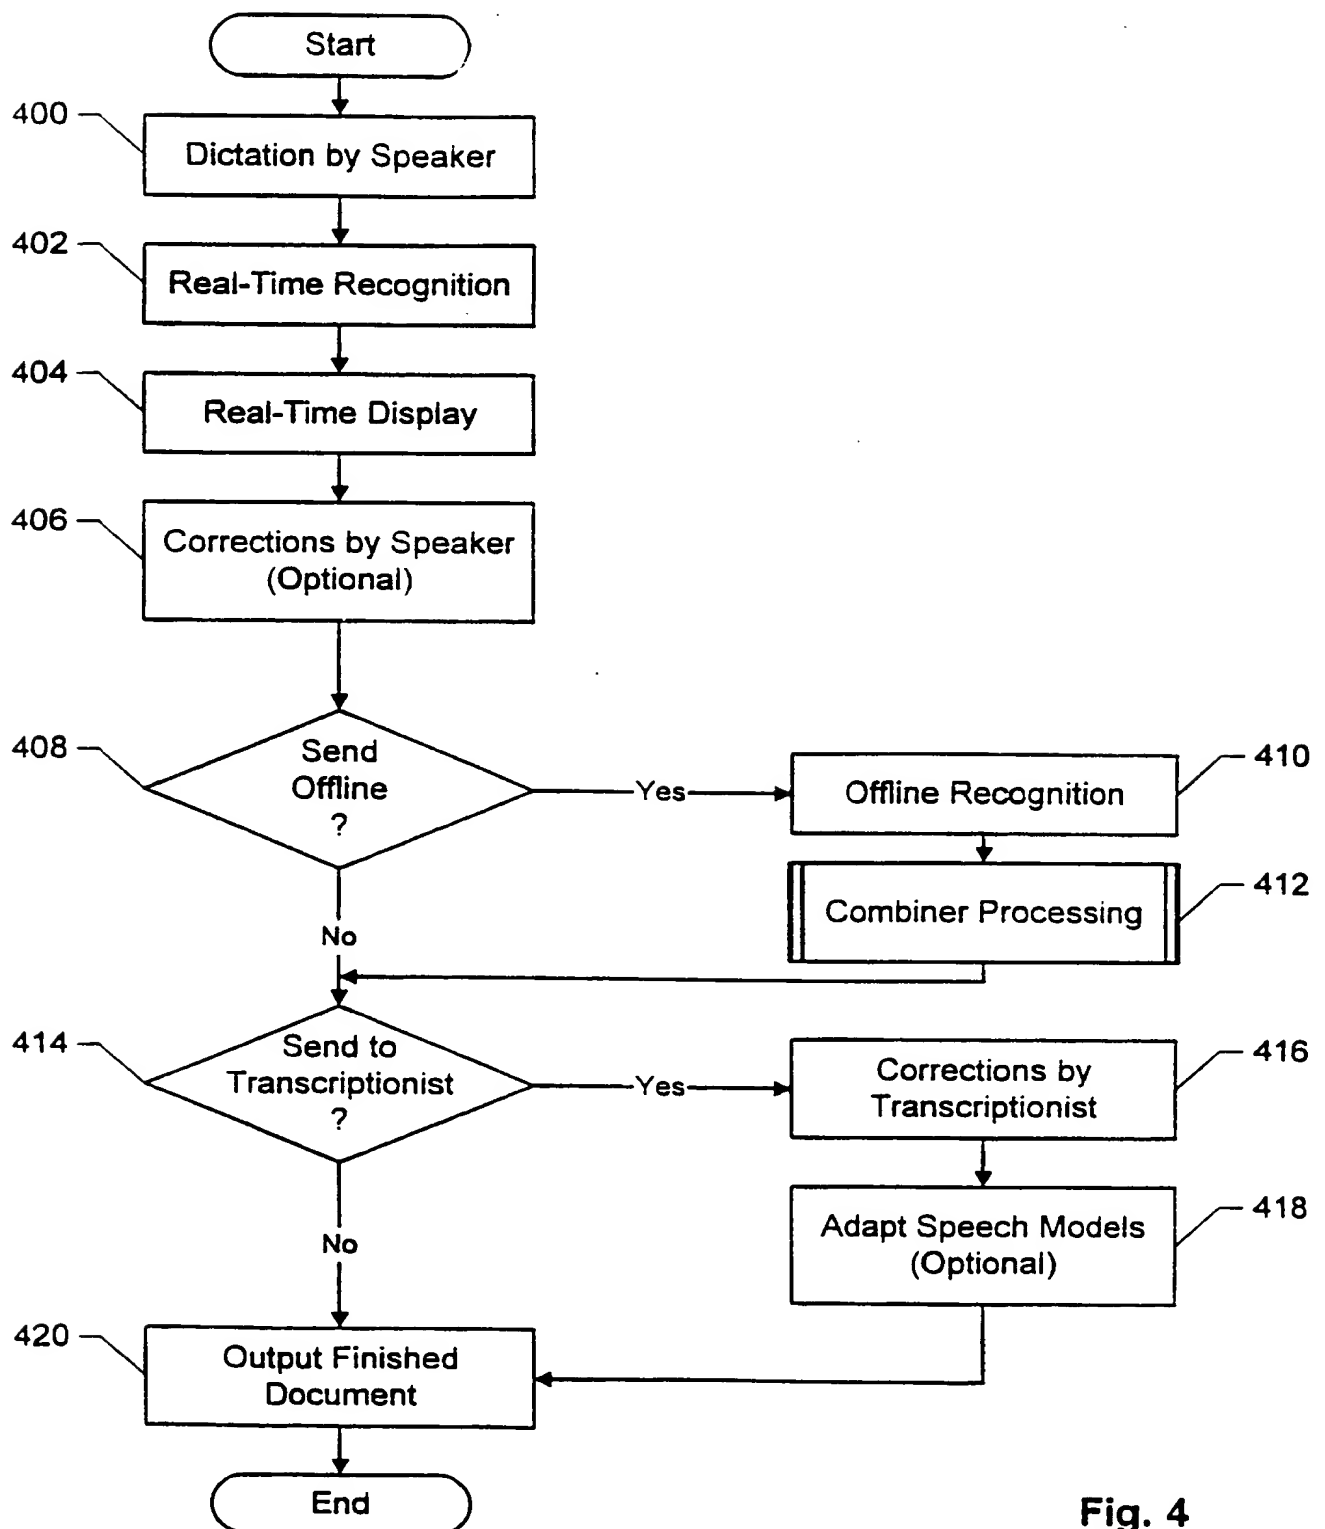 Start
400
Dictation by Speaker
402
Real-Time Recognition
404
Real-Time Display
406
Corrections by Speaker
(Optional)
408
Send
Offline
?
Yes
410
Offline Recognition
412
Combiner Processing
No
414
Send to
Transcriptionist
?
Yes
416
Corrections by
Transcriptionist
418
Adapt Speech Models
(Optional)
No
420
Output Finished
Document
End
Fig. 4